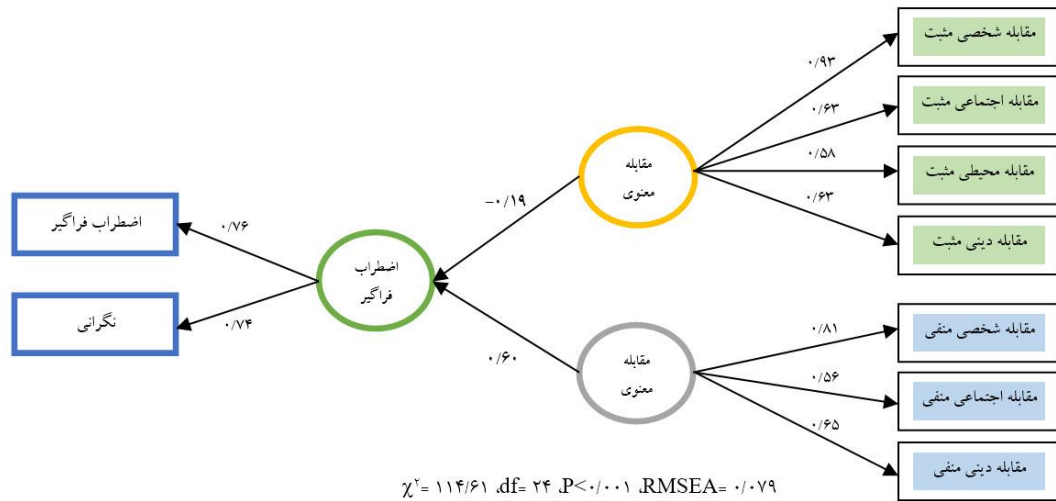 مقابله شخصی مثبت
۰/۹۳
مقابله اجتماعی مثبت
۰/۶۳
مقابله محیطی مثبت
۰/۵۸
مقابله دینی مثبت
۰/۶۳
مقابله
معنوی
-۰/۱۹
اضطراب فراگیر
۰/۷۶
اضطراب
فراگیر
نگرانی
۰/۷۴
مقابله شخصی منفی
۰/۸۱
مقابله اجتماعی منفی
۰/۵۶
مقابله دینی منفی
۰/۶۵
مقابله
معنوی
۰/۶۰
χ۲= ۱۱۴/۶۱ ،df= ۲۴ ،P<۰/۰۰۱ ،RMSEA= ۰/۰۷۹